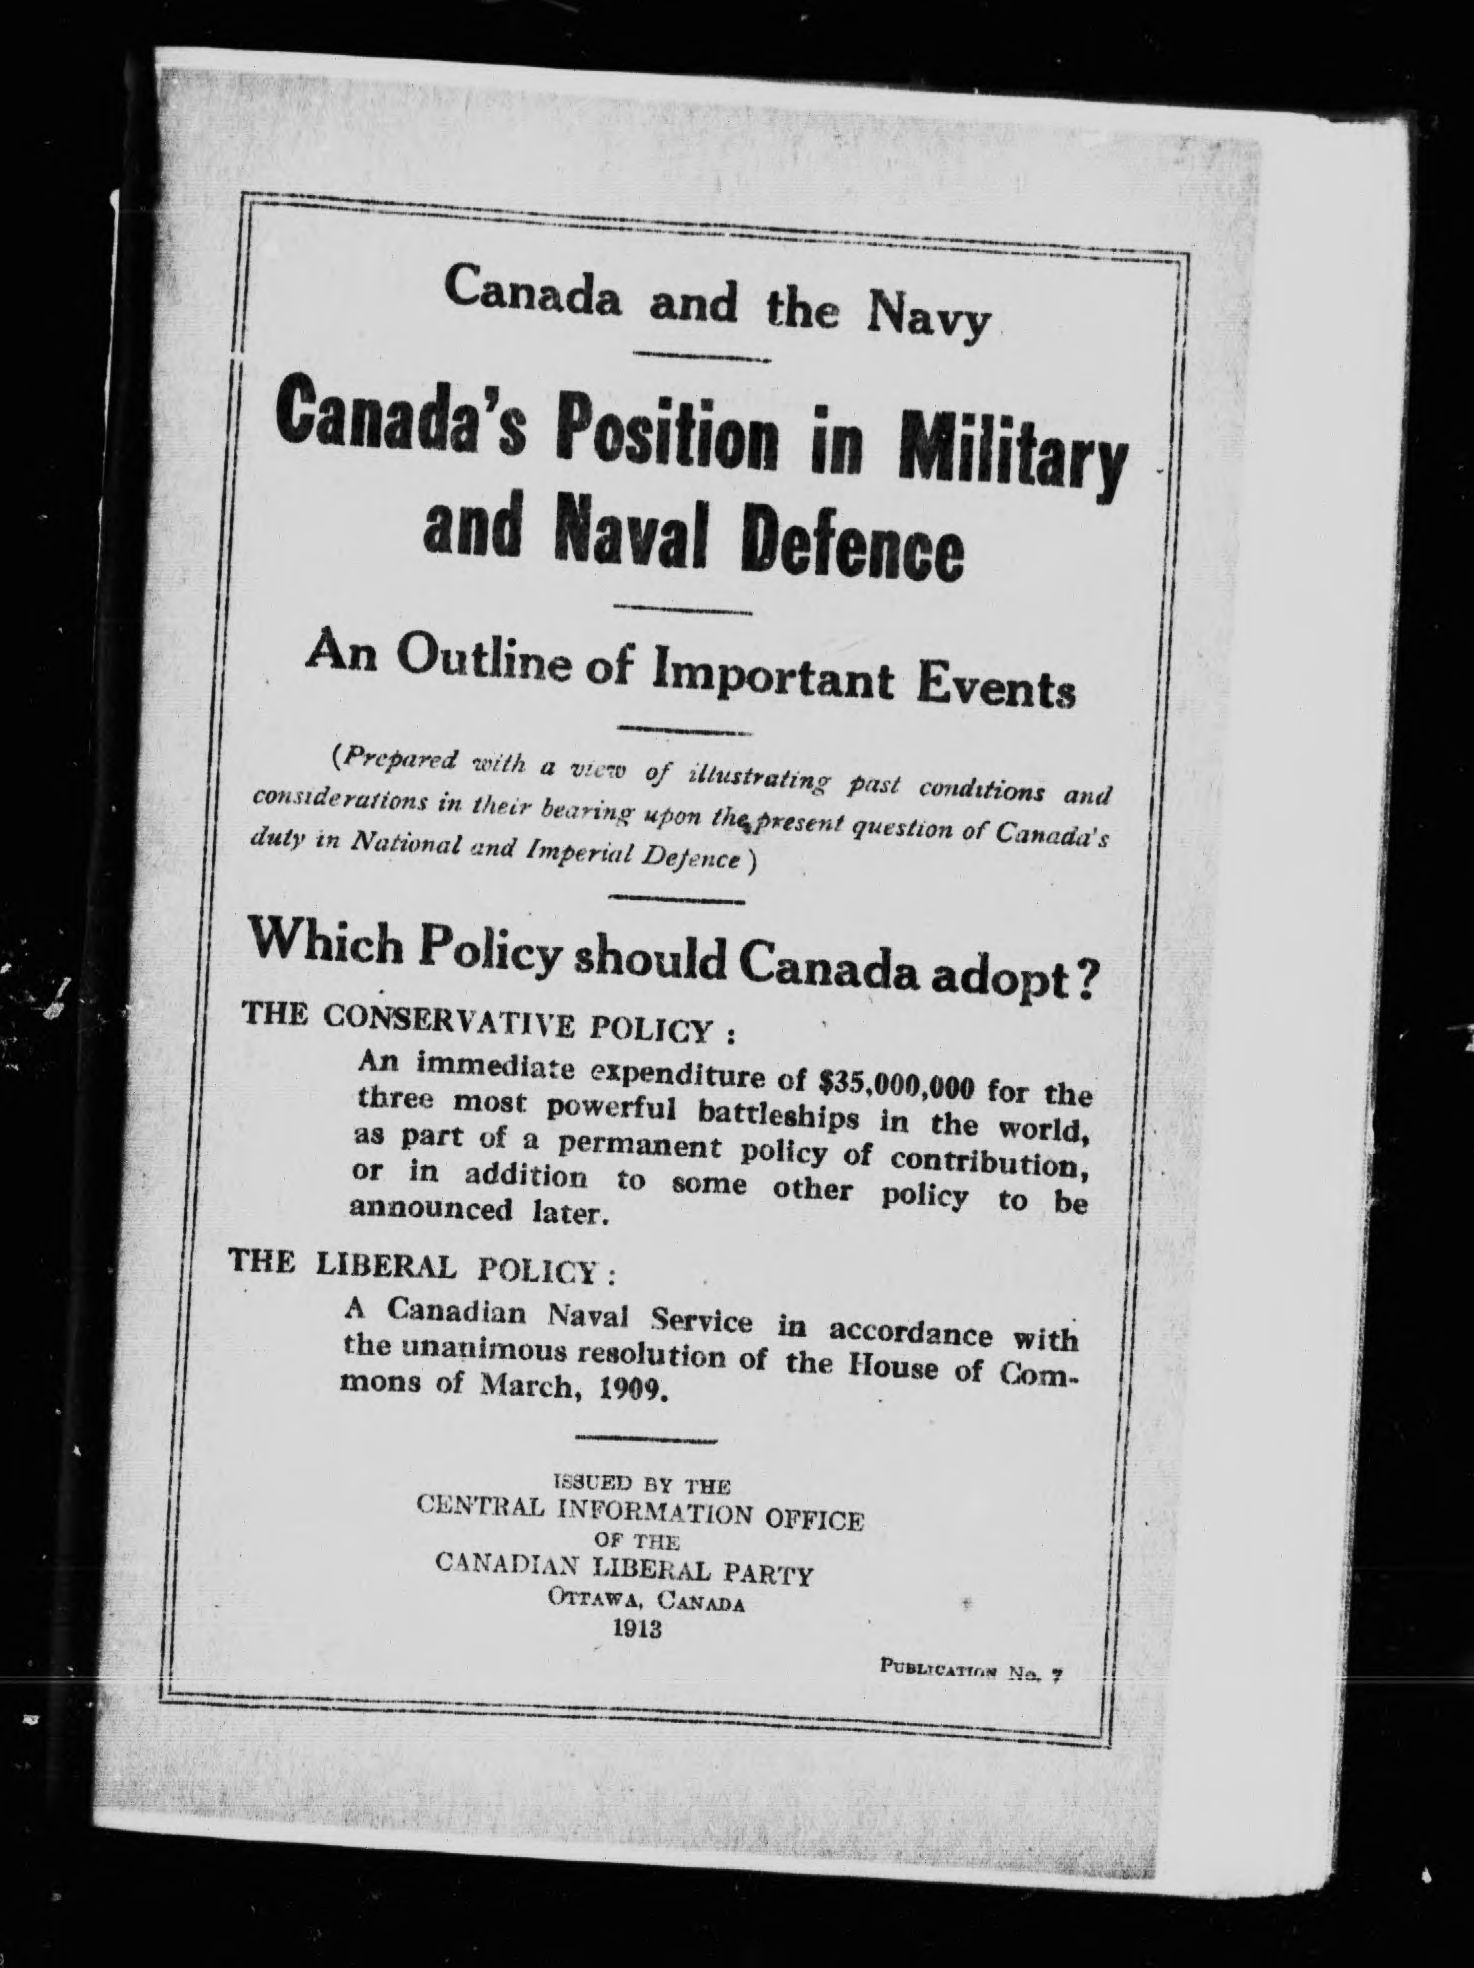 Canada and the Navy
Canada's Position in Military
and Naval Defence
An Outline of Important Events
(Prepared with a view of illustrating past conditions and
considerations in their bearing upon the present question of Canada's
duty in National and Imperial Defence)
Which Policy should Canada adopt?
THE CONSERVATIVE POLICY :
An immediate expenditure of $35,000,000 for the
three most powerful battleships in the world,
as part of a permanent policy of contribution,
or in addition to some other policy to be
announced later.
THE LIBERAL POLICY :
A Canadian Naval Service in accordance with
the unanimous resolution of the House of Com-
mons of March, 1909.
ISSUED BY THE
CENTRAL INFORMATION OFFICE
OF THE
CANADIAN LIBERAL PARTY
OTTAWA, CANADA
1913
PUBLICATION No. 7